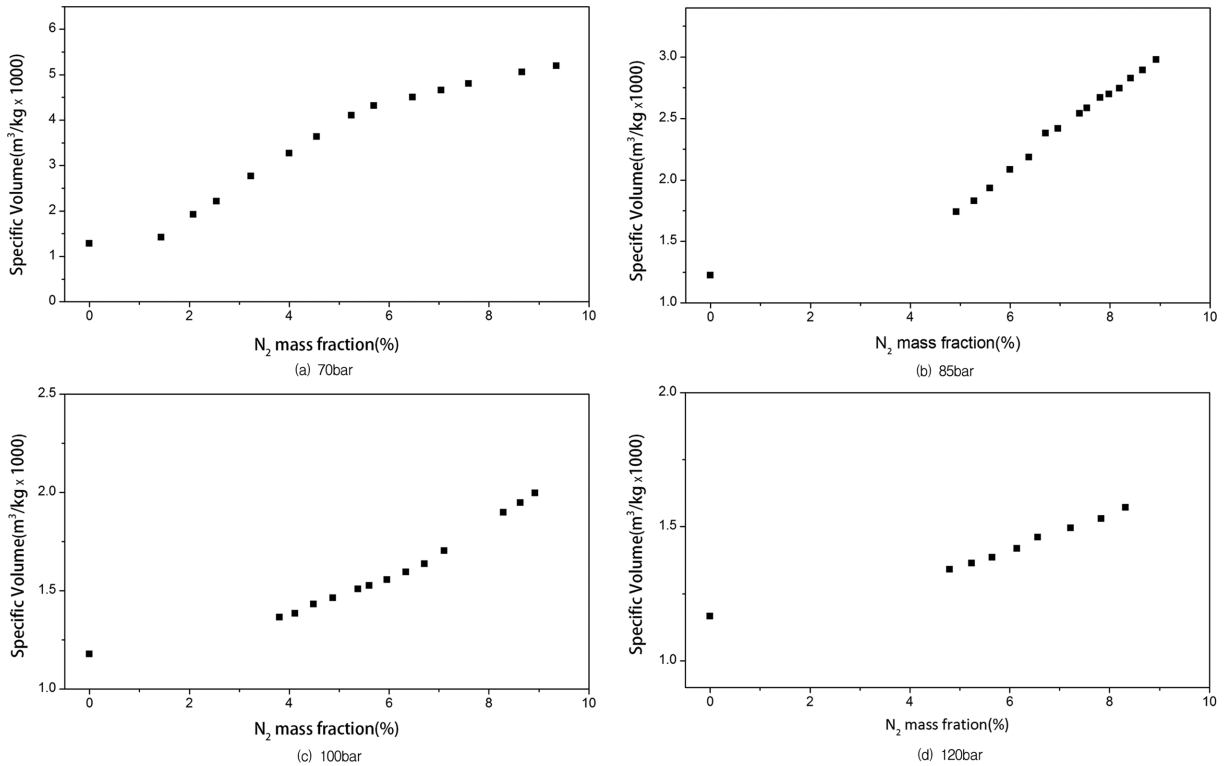 6
5
4
3
2
1
0
Specific Volume(m³/kg x 1000)
0 2 4 6 8 10
N₂ mass fraction(%)
(a) 70bar
3.0
2.5
2.0
1.5
1.0
Specific Volume(m³/kg x1000)
0 2 4 6 8 10
N₂ mass fraction(%)
(b) 85bar
2.5
2.0
1.5
1.0
Specific Volume(m³/kg x 1000)
0 2 4 6 8 10
N₂ mass fraction(%)
(c) 100bar
2.0
1.5
1.0
Specific Volume(m³/kg x1000)
0 2 4 6 8 10
N₂ mass fration(%)
(d) 120bar